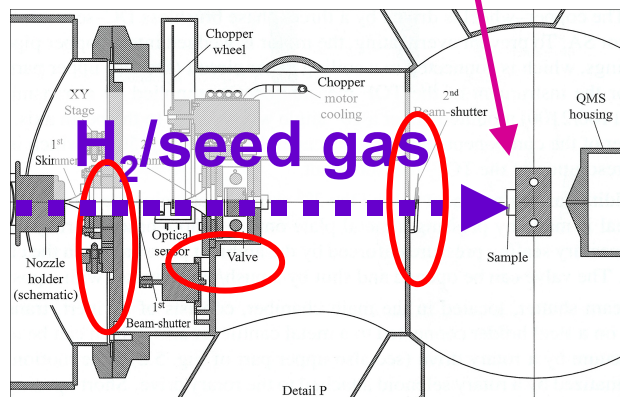 Chopper
wheel
XY
Stage
Chopper
motor
cooling
2nd
Beam-shutter
QMS
housing
1st
Skimmer
H2/seed gas
Optical
sensor
Valve
Nozzle
holder
(schematic)
1st
Beam-shutter
Sample
Detail P